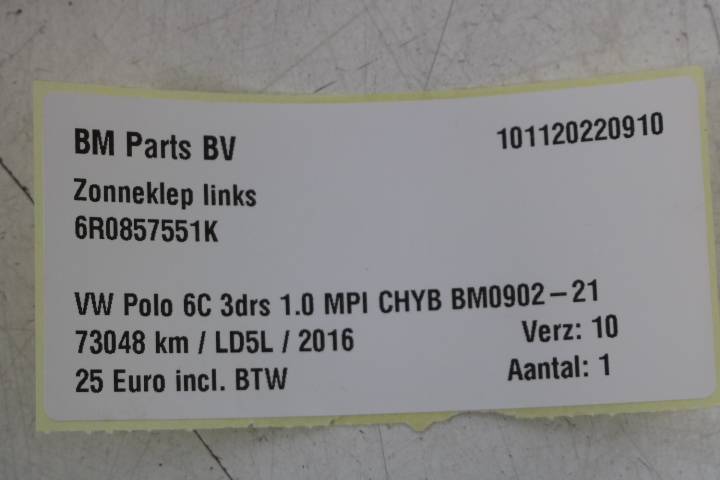 BM Parts BV 101120220910
Zonneklep links
6R0857551K
VW Polo 6C 3drs 1.0 MPI CHYB BM0902-21
73048 km / LD5L / 2016 Verz: 10
25 Euro incl. BTW Aantal: 1